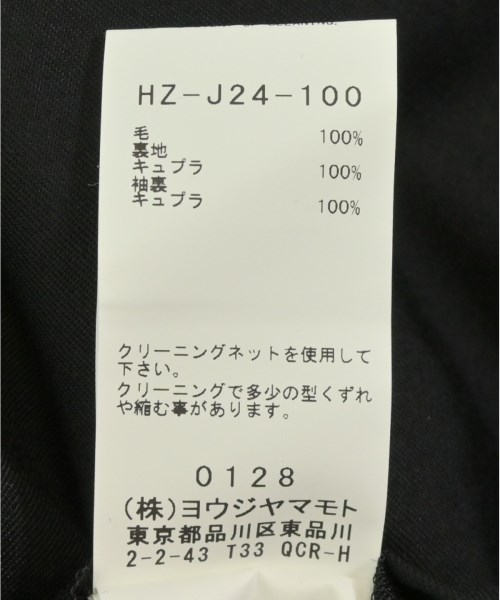 HZ-J24-100
毛 100%
裏地
キュプラ 100%
袖裏
キュプラ 100%
クリーニングネットを使用して
下さい。
クリーニングで多少の型くずれ
や縮む事があります。
0128
(株)ヨウジヤマモト
東京都品川区東品川
2-2-43 T33 QCR-H